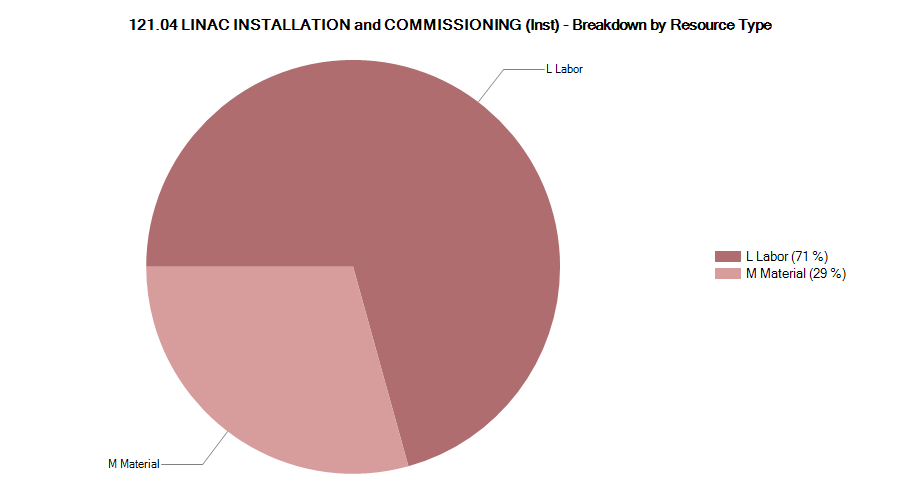 121.04 LINAC INSTALLATION and COMMISSIONING (Inst) - Breakdown by Resource Type
L Labor
L Labor (71 %)
M Material (29 %)
M Material